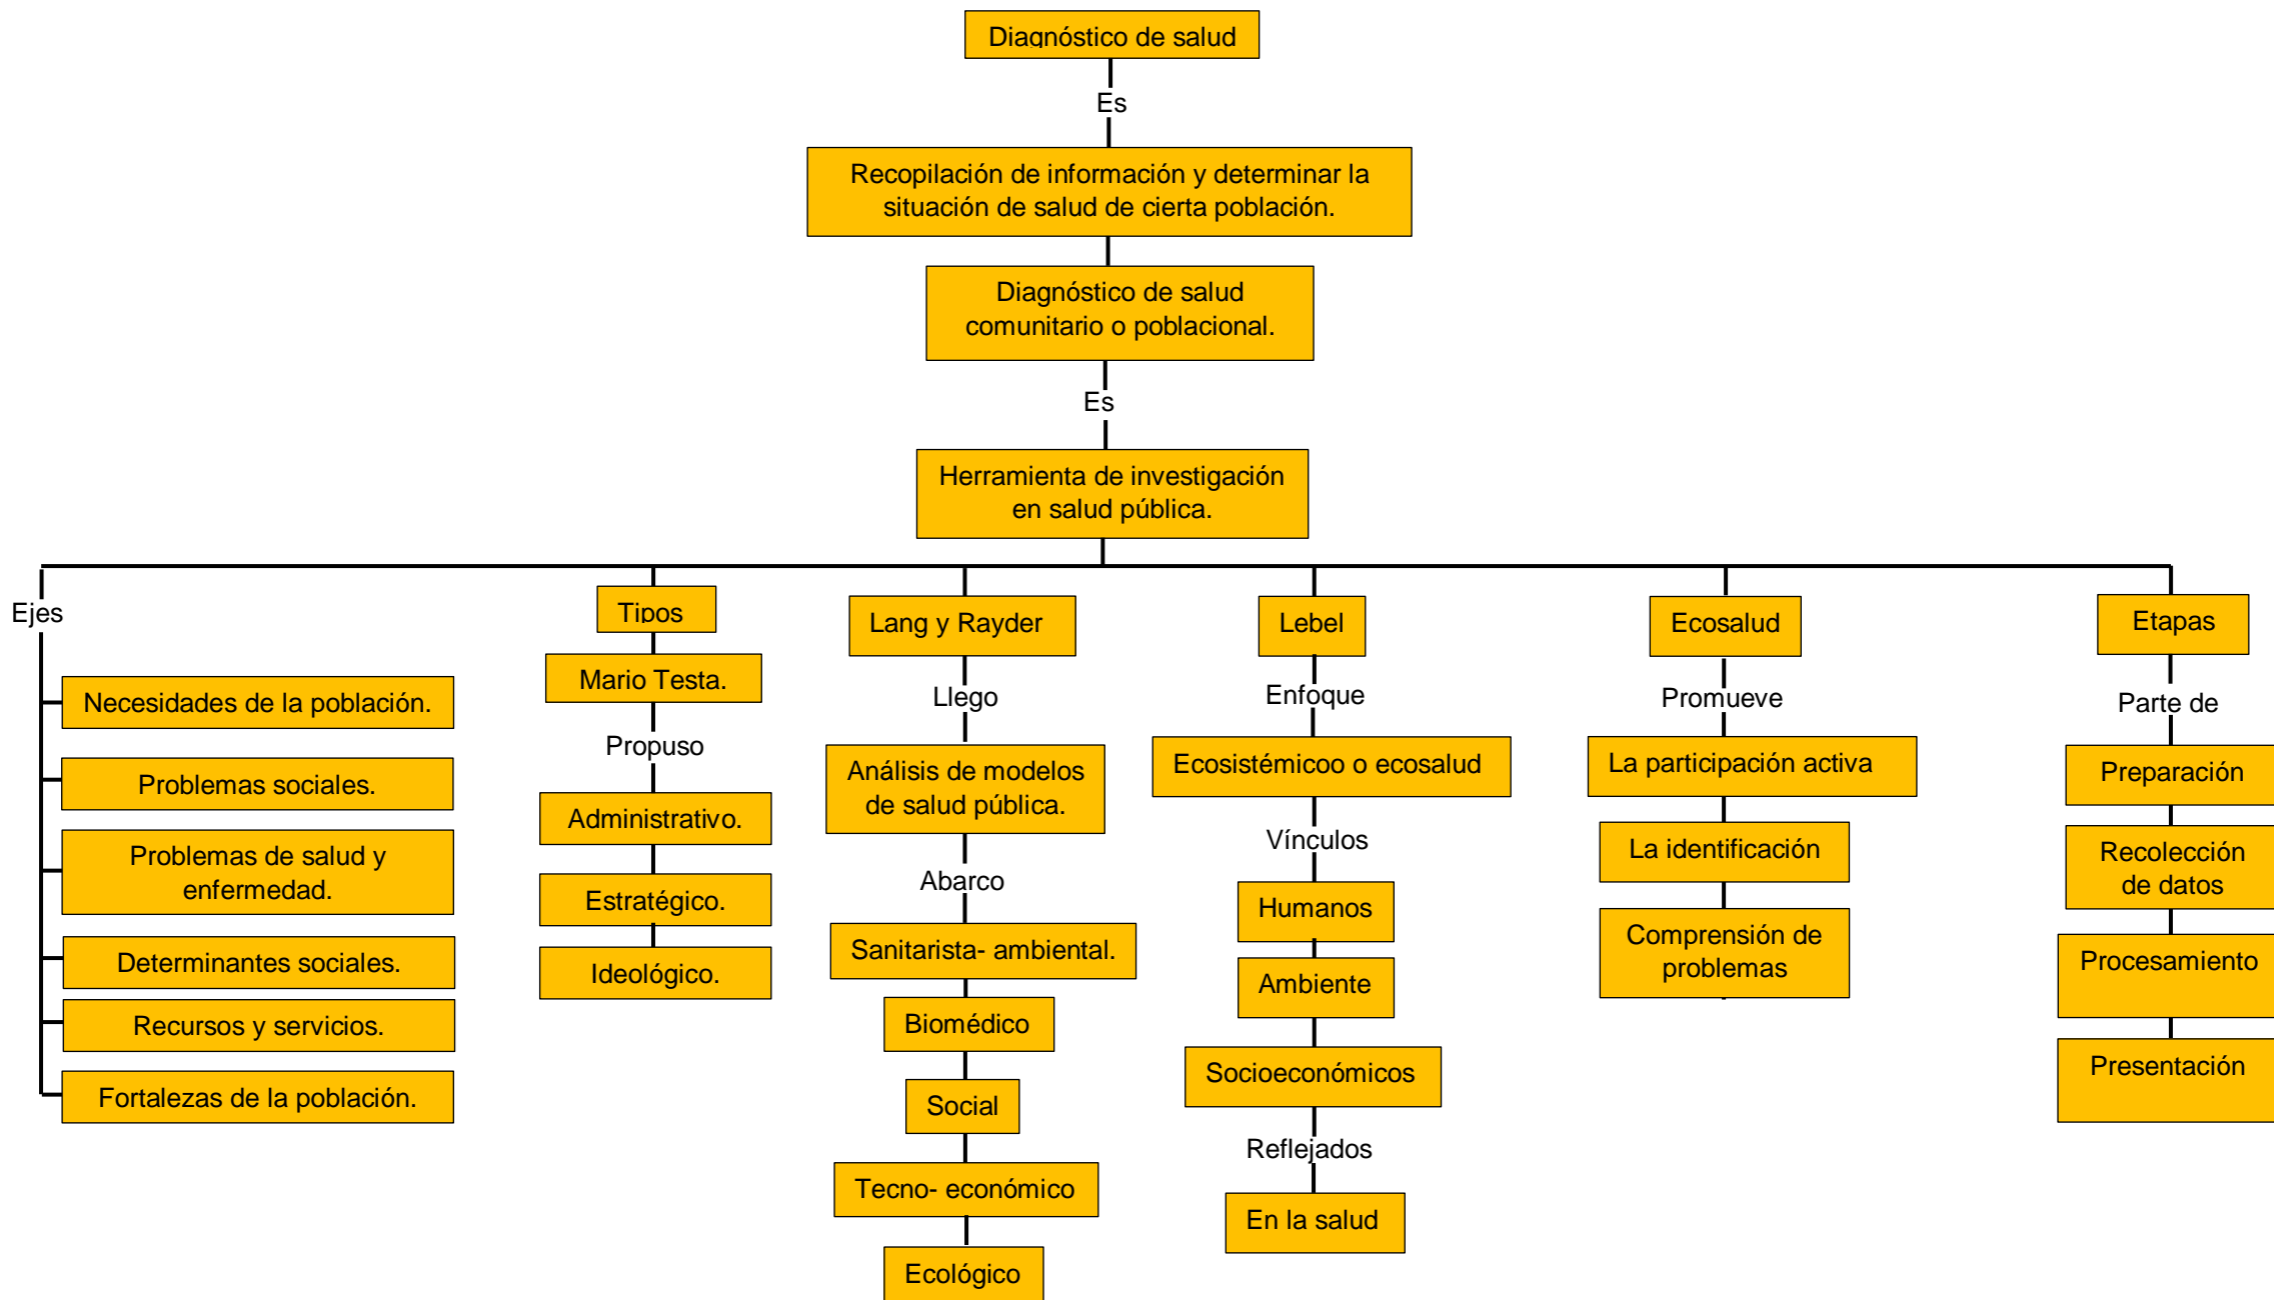 Diagnóstico de salud
Es
Recopilación de información y determinar la
situación de salud de cierta población.
Diagnóstico de salud
comunitario o poblacional.
Es
Herramienta de investigación
en salud pública.
Ejes
Necesidades de la población.
Problemas sociales.
Problemas de salud y
enfermedad.
Determinantes sociales.
Recursos y servicios.
Fortalezas de la población.
Tipos
Mario Testa.
Propuso
Administrativo.
Estratégico.
Ideológico.
Lang y Rayder
Llego
Análisis de modelos
de salud pública.
Abarco
Sanitarista- ambiental.
Biomédico
Social
Tecno- económico
Ecológico
Lebel
Enfoque
Ecosistémicoo o ecosalud
Vínculos
Humanos
Ambiente
Socioeconómicos
Reflejados
En la salud
Ecosalud
Promueve
La participación activa
La identificación
Comprensión de
problemas
Etapas
Parte de
Preparación
Recolección
de datos
Procesamiento
Presentación